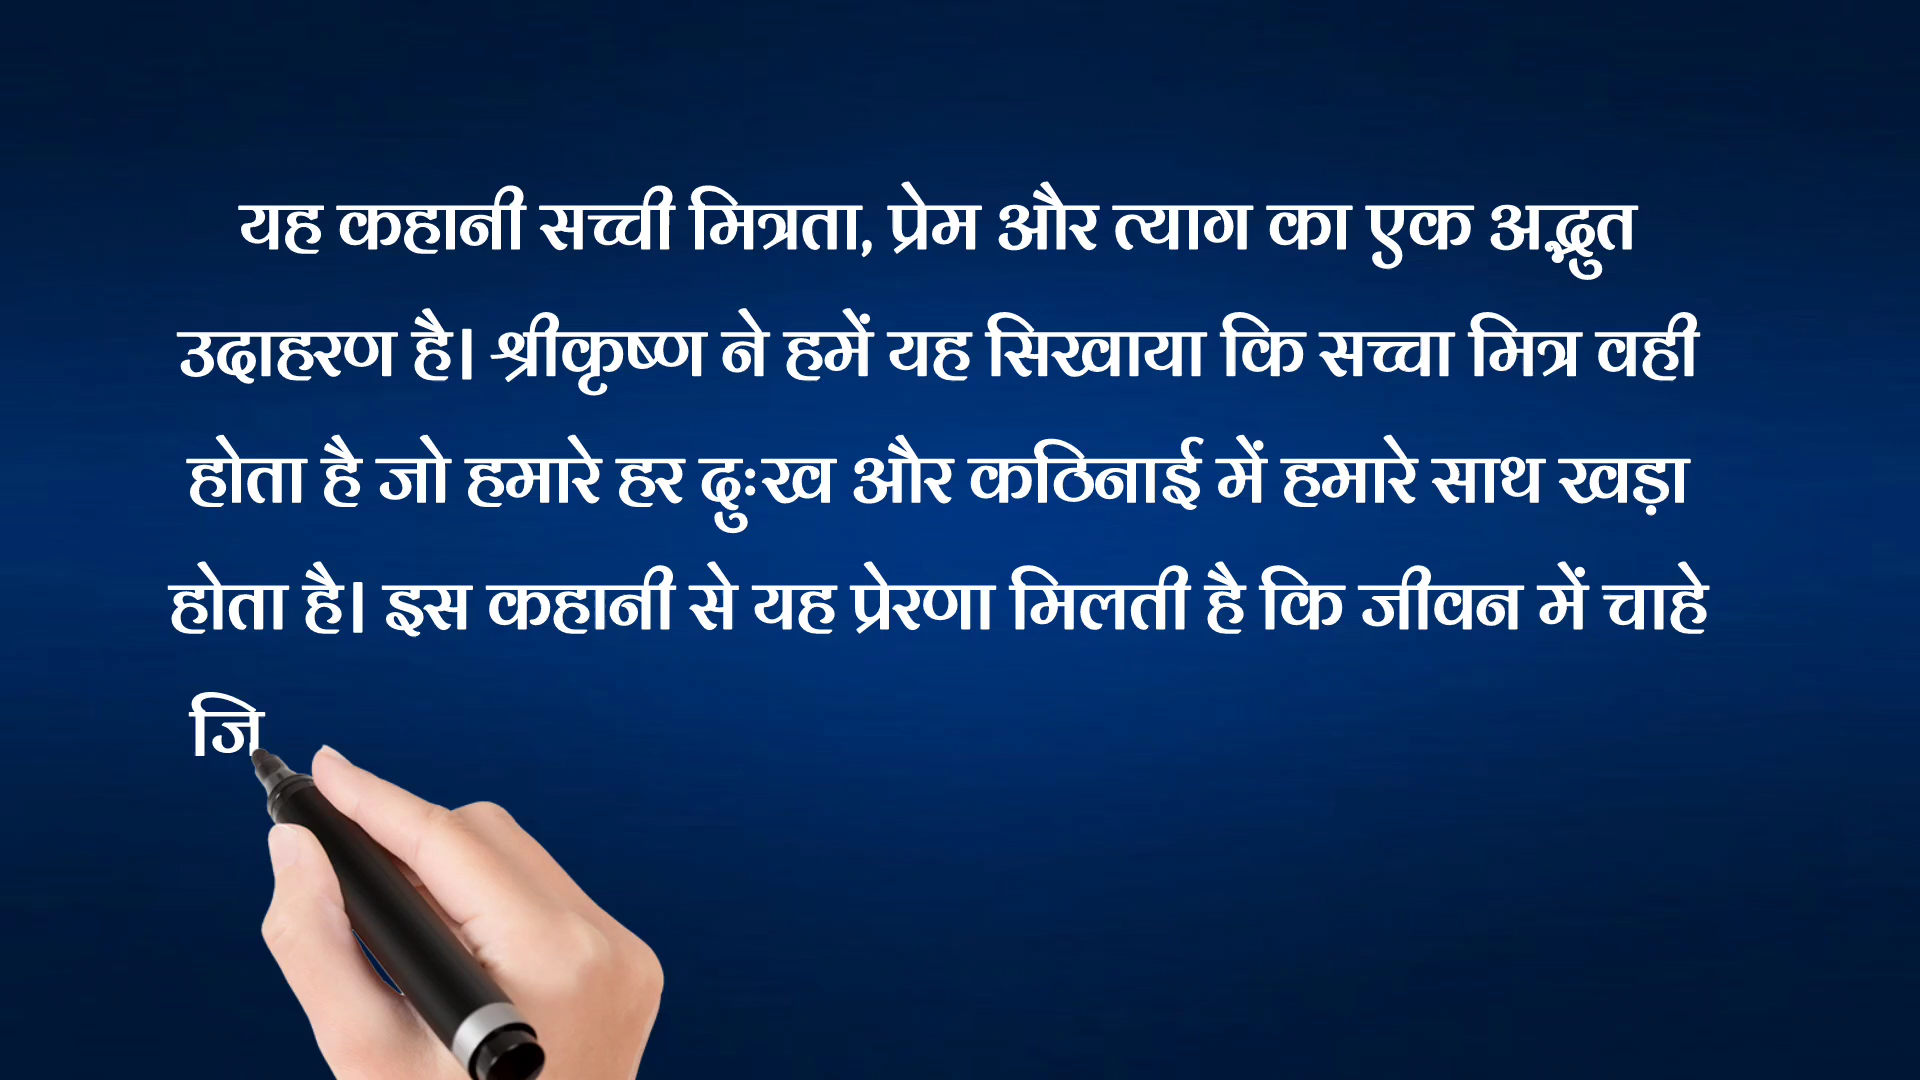 यह कहानी सच्ची मित्रता, प्रेम और त्याग का एक अद्भुत
उदाहरण है। श्रीकृष्ण ने हमें यह सिखाया कि सच्चा मित्र वही
होता है जो हमारे हर दुःख और कठिनाई में हमारे साथ खड़ा
होता है। इस कहानी से यह प्रेरणा मिलती है कि जीवन में चाहे
जि